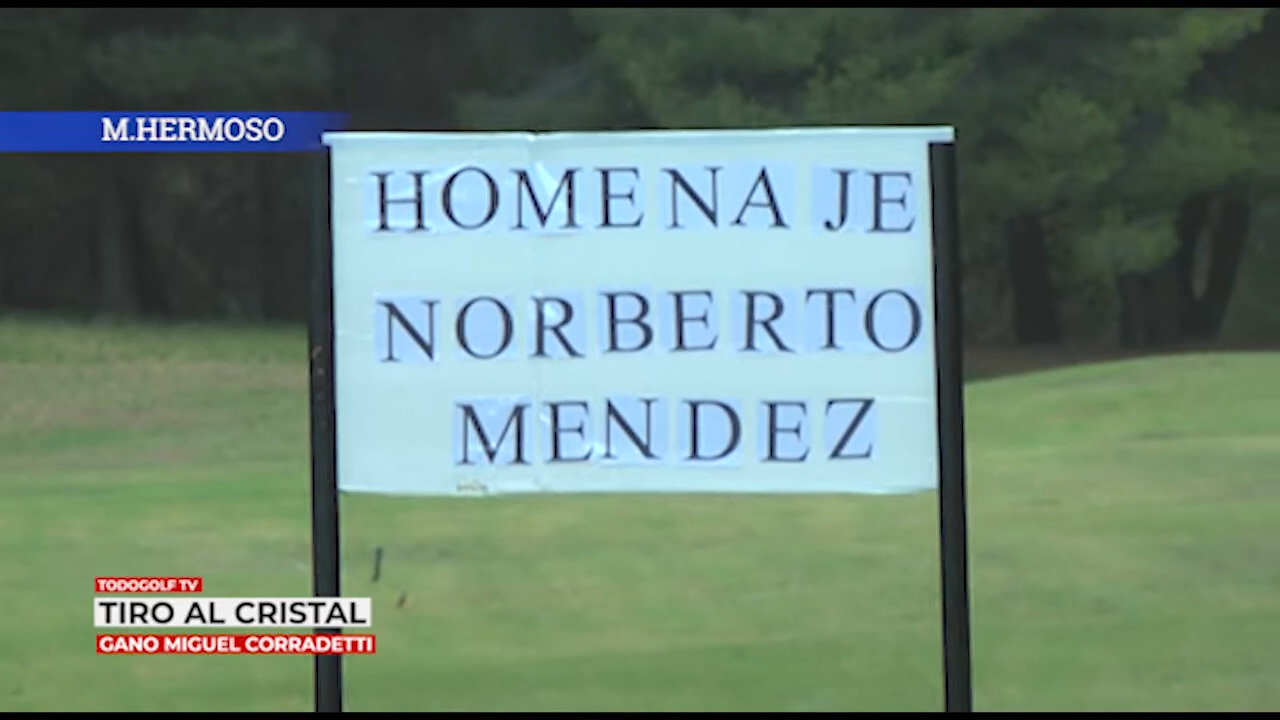 M.HERMOSO
HOMENAJE
NORBERTO
MENDEZ
TODOGOLF TV
TIRO AL CRISTAL
GANO MIGUEL CORRADETTI